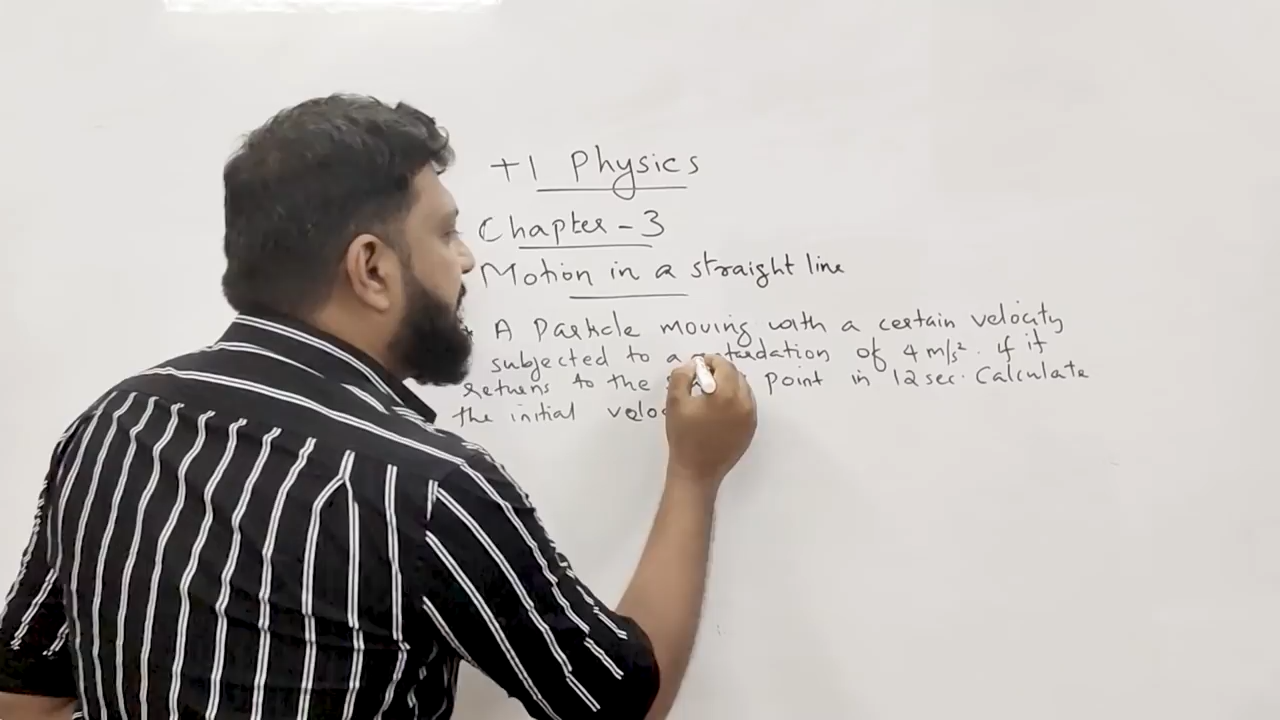 +1 Physics
Chapter - 3
Motion in a straight line
* A Particle moving with a certain velocity
subjected to a retardation of 4 m/s². If it
returns to the point in 12 sec. Calculate
the initial